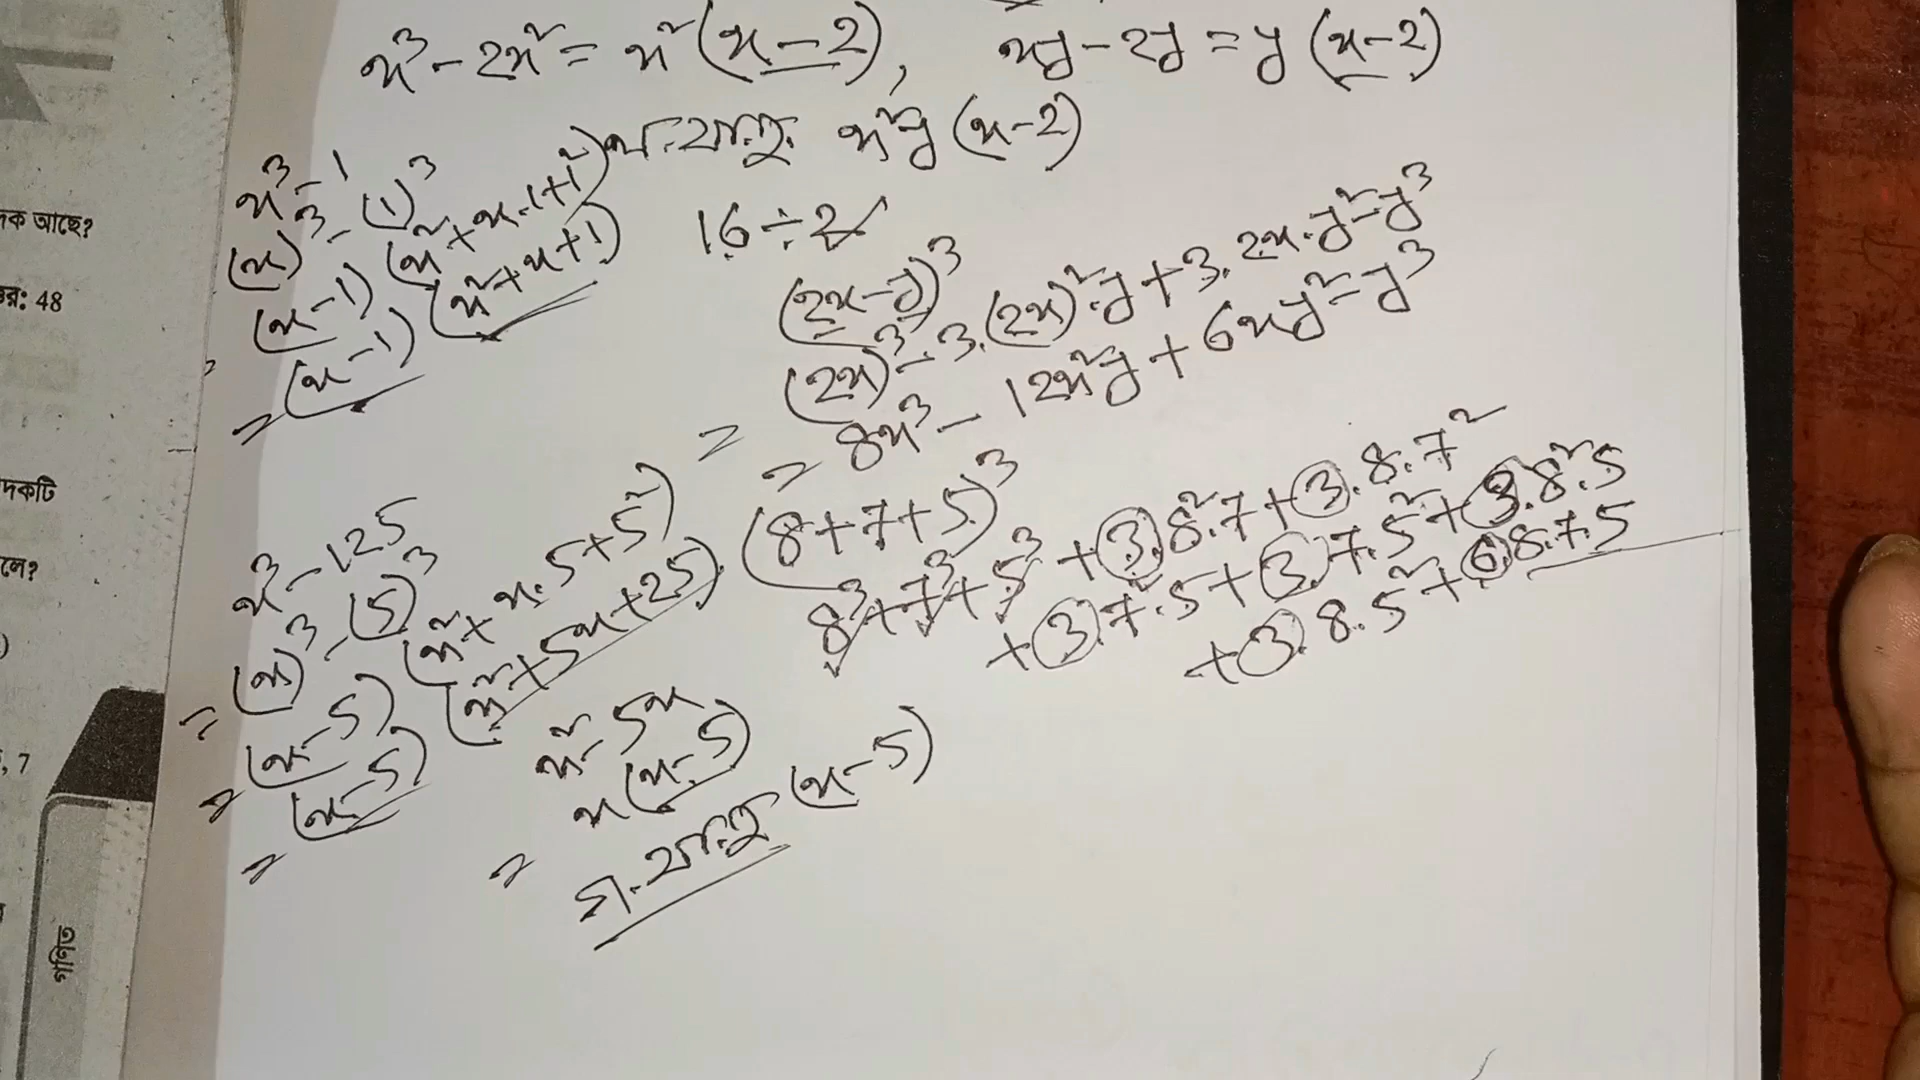 x³ - 2x² = x²(x-2), xy - 2y = y(x-2)
ল.সা.গু. x²y (x-2)
x³ - 1
(x)³ - (1)³
(x-1) (x² + x·1 + 1²)
= (x-1) (x² + x + 1)
16 ÷ 2
(2x-y)³
= (2x)³ - 3·(2x)²·y + 3·2x·y² - y³
= 8x³ - 12x²y + 6xy² - y³
(8+7+5)³
8³ + 7³ + 5³ + 3·8²·7 + 3·8·7²
+ 3·7²·5 + 3·7·5² + 3·8²·5
+ 3·8·5² + 6·8·7·5
x³ - 125
= (x)³ - (5)³
= (x-5) (x² + x·5 + 5²)
= (x-5) (x² + 5x + 25)
x² - 5x
= x(x-5)
গ.সা.গু (x-5)
দক আছে?
48
দকটি
লে?
)
, 7
গণিত